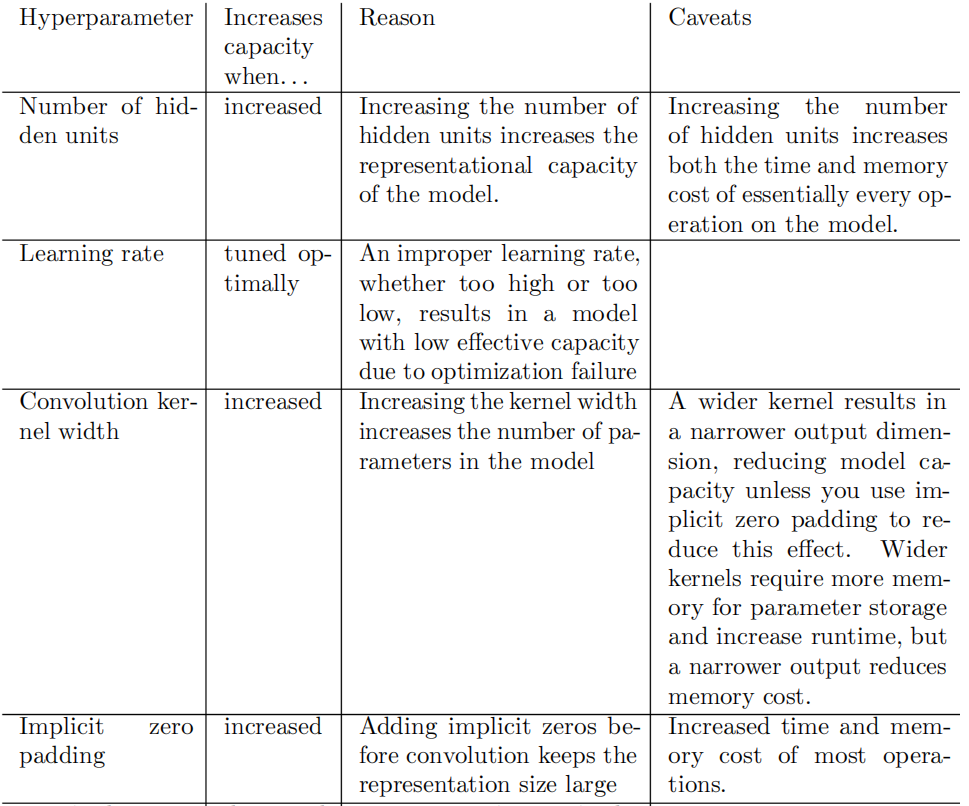 Hyperparameter
Increases
capacity
when...
Reason
Caveats
Number of hid-
den units
increased
Increasing the number of
hidden units increases the
representational capacity
of the model.
Increasing the number
of hidden units increases
both the time and memory
cost of essentially every op-
eration on the model.
Learning rate
tuned op-
timally
An improper learning rate,
whether too high or too
low, results in a model
with low effective capacity
due to optimization failure
Convolution ker-
nel width
increased
Increasing the kernel width
increases the number of pa-
rameters in the model
A wider kernel results in
a narrower output dimen-
sion, reducing model ca-
pacity unless you use im-
plicit zero padding to re-
duce this effect. Wider
kernels require more mem-
ory for parameter storage
and increase runtime, but
a narrower output reduces
memory cost.
Implicit zero
padding
increased
Adding implicit zeros be-
fore convolution keeps the
representation size large
Increased time and mem-
ory cost of most opera-
tions.